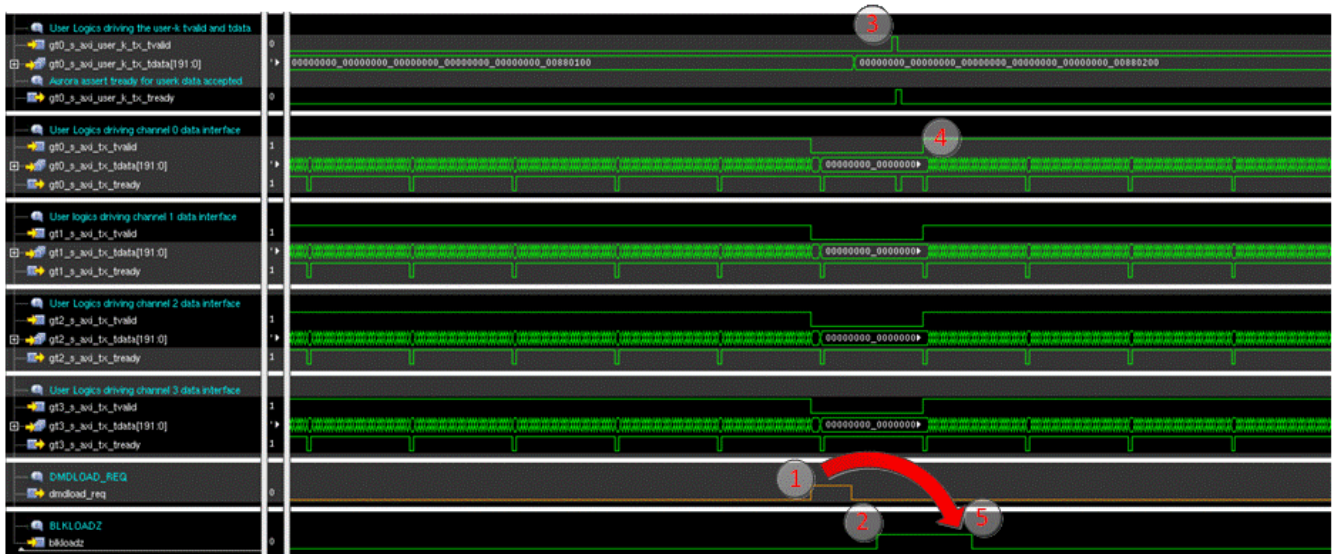 User Logics driving the user-k tvalid and tdata
gt0_s_axi_user_k_tx_tvalid 0
gt0_s_axi_user_k_tx_tdata[191:0] 00000000_00000000_00000000_00000000_00000000_00880100 00000000_00000000_00000000_00000000_00000000_00880200
Aurora assert tready for userk data accepted
gt0_s_axi_user_k_tx_tready 0
3
User Logics driving channel 0 data interface
gt0_s_axi_tx_tvalid 1
4
gt0_s_axi_tx_tdata[191:0] 00000000_0000000
gt0_s_axi_tx_tready 1
User logics driving channel 1 data interface
gt1_s_axi_tx_tvalid 1
gt1_s_axi_tx_tdata[191:0] 00000000_0000000
gt1_s_axi_tx_tready 1
User Logics driving channel 2 data interface
gt2_s_axi_tx_tvalid 1
gt2_s_axi_tx_tdata[191:0] 00000000_0000000
gt2_s_axi_tx_tready 1
User Logics driving channel 3 data interface
gt3_s_axi_tx_tvalid 1
gt3_s_axi_tx_tdata[191:0] 00000000_0000000
gt3_s_axi_tx_tready 1
DMDLOAD_REQ
1
dmdload_req 0
BLKLOADZ
2 5
blkloadz 0